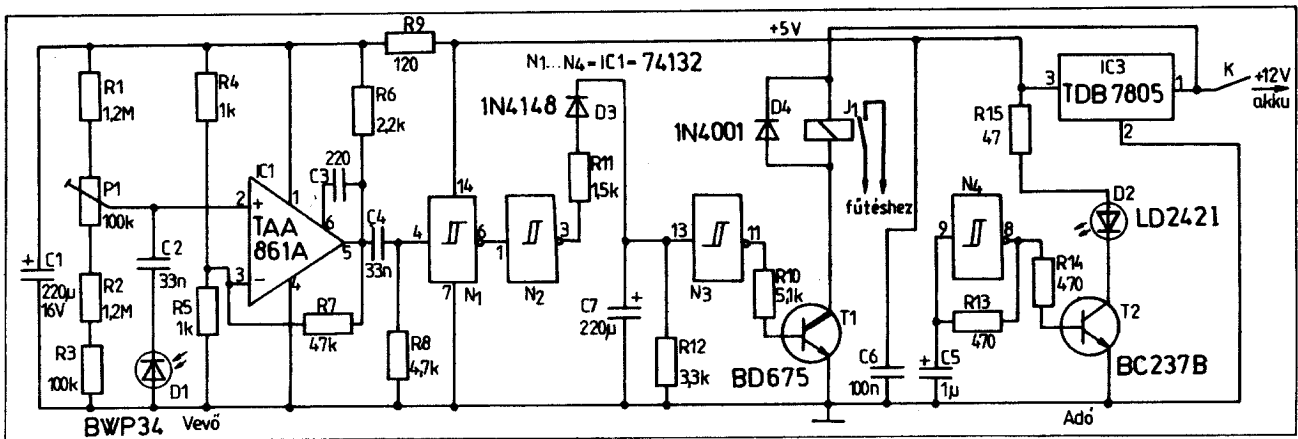 R9
120
+5V
N1...N4=IC1=74132
R1
1,2M
R4
1k
R6
2,2k
1N4148
D3
1N4001
D4
J1
fűtéshez
IC3
3 TDB 7805 1
2
K
+12V
akku
R15
47
P1
100k
IC1
2 + TAA 861A
- 3
1
4
5
6
220
C3
C4
33n
14
4
6
7
N1
1
3
N2
R11
1,5k
13
11
N3
N4
9
8
D2
LD2421
+ C1
220µ
16V
C2
33n
R2
1,2M
R5
1k
R7
47k
R3
100k
D1
BWP34
Vevő
R8
4,7k
C7
220µ
+
R12
3,3k
R10
5,1k
T1
BD675
C6
100n
+ C5
1µ
R13
470
R14
470
T2
BC237B
Adó